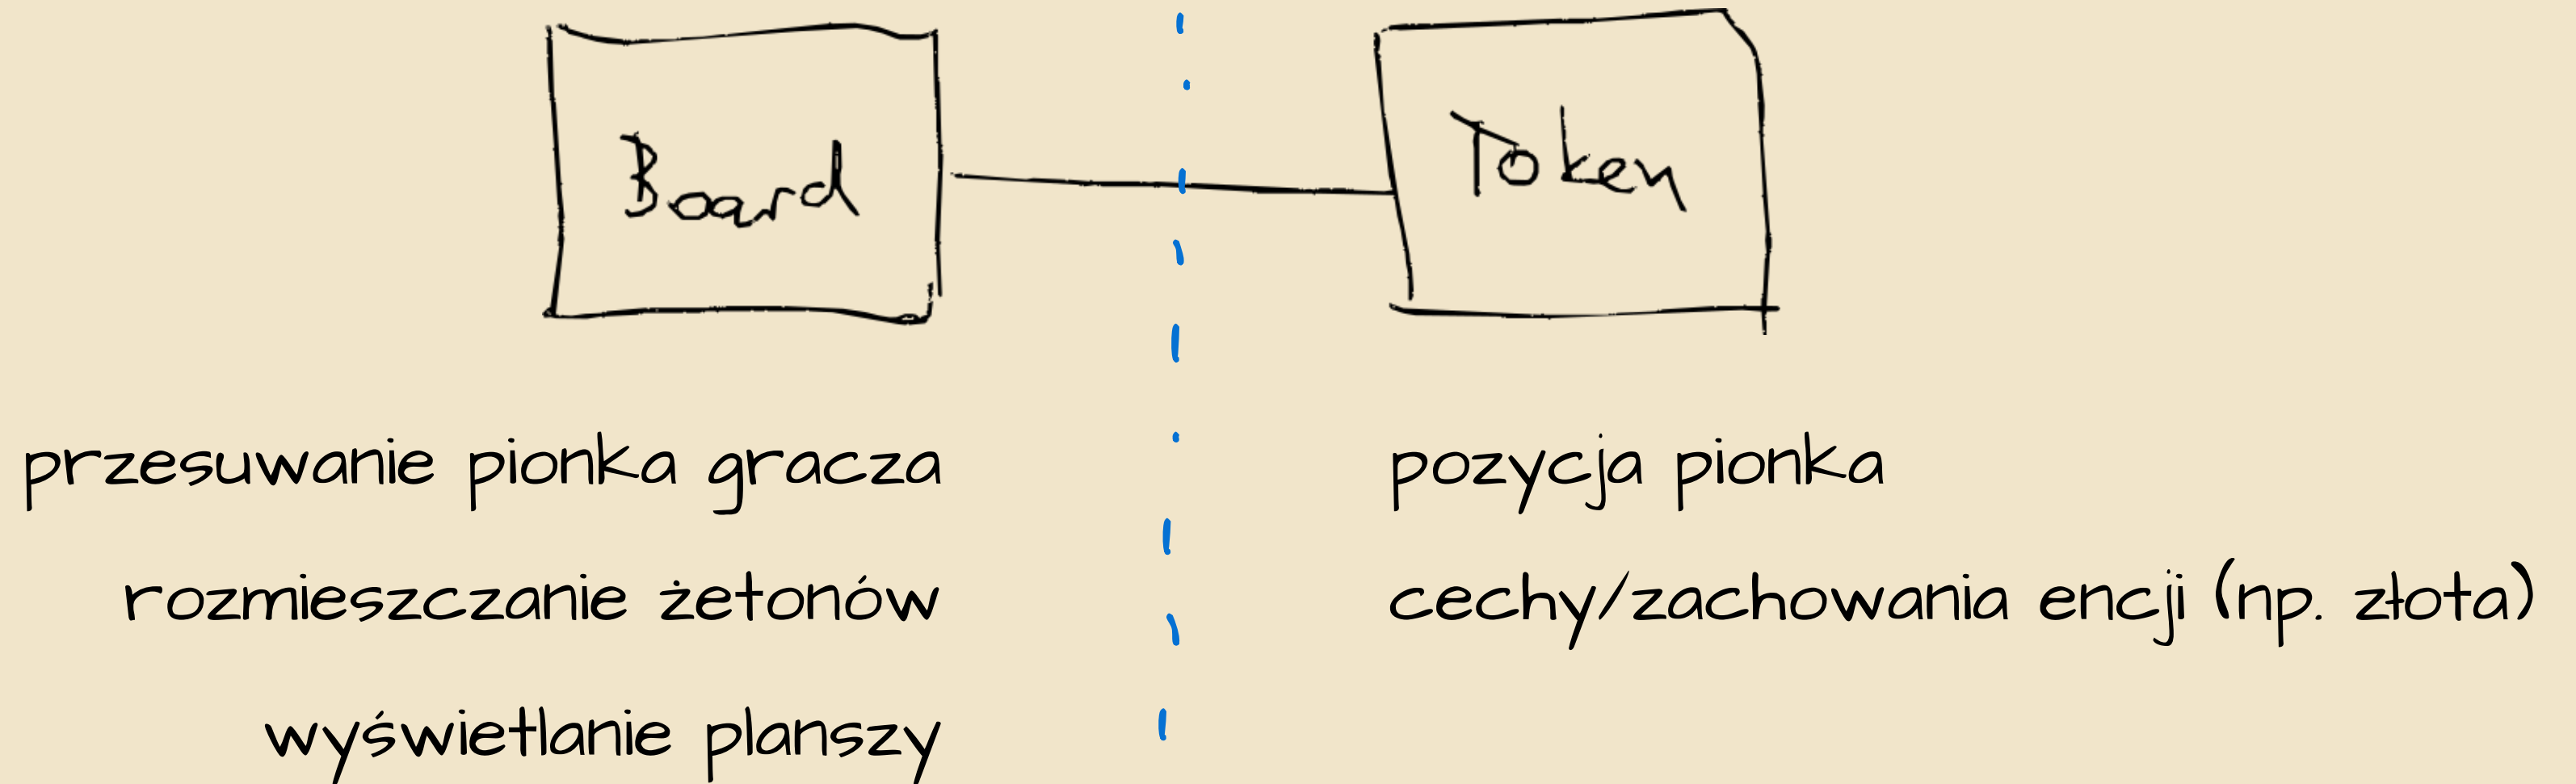 Board
Token
przesuwanie pionka gracza
rozmieszczanie żetonów
wyświetlanie planszy
pozycja pionka
cechy/zachowania encji (np. złota)